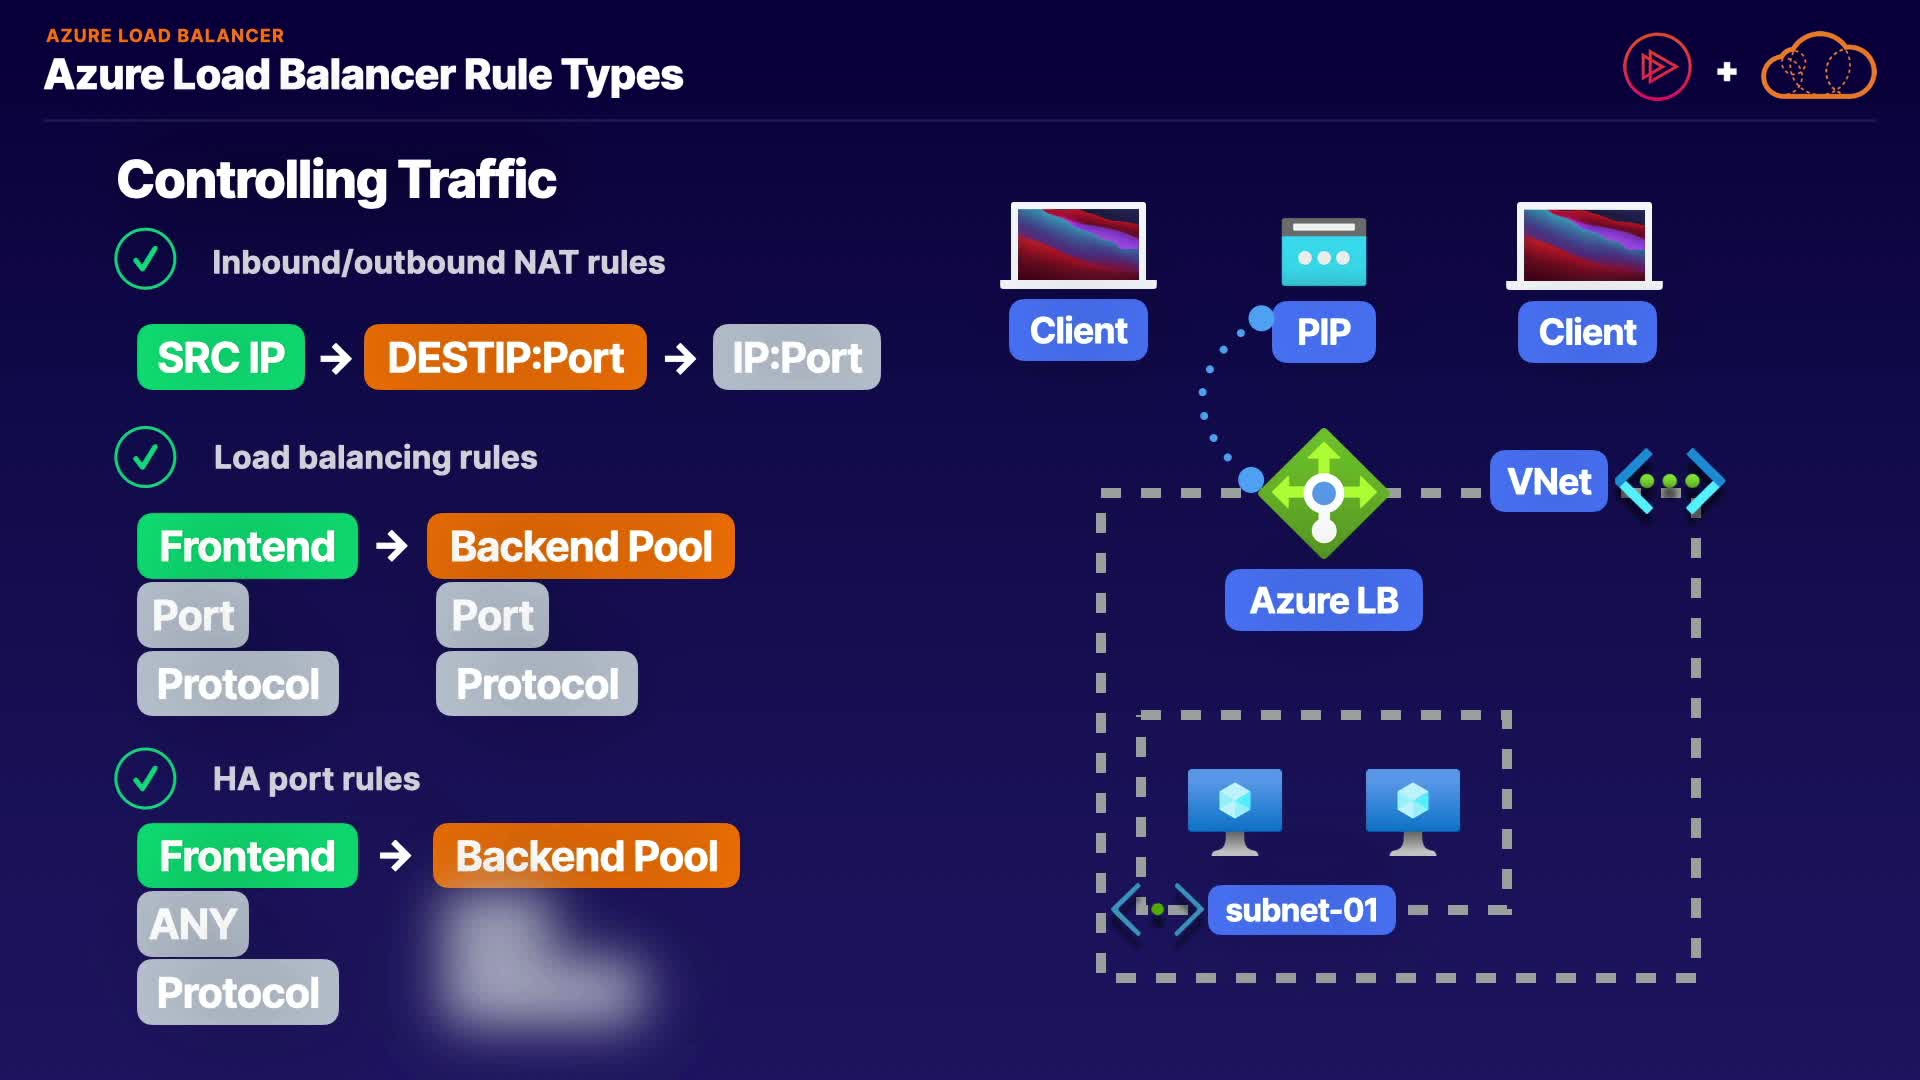 AZURE LOAD BALANCER
Azure Load Balancer Rule Types
Controlling Traffic
Inbound/outbound NAT rules
SRC IP → DESTIP:Port → IP:Port
Load balancing rules
Frontend → Backend Pool
Port Port
Protocol Protocol
HA port rules
Frontend → Backend Pool
ANY
Protocol
Client PIP Client
VNet
Azure LB
subnet-01